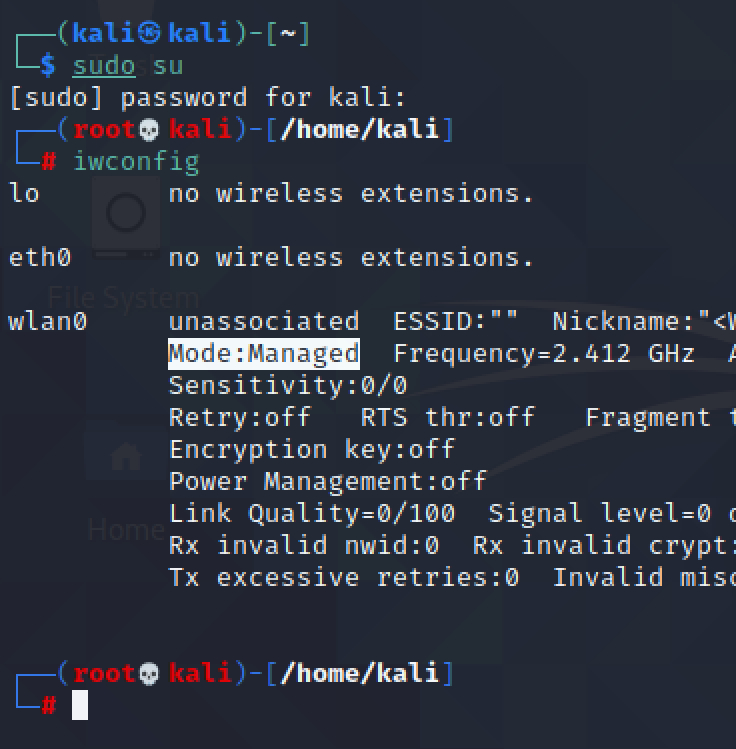 ┌──(kali㉿kali)-[~]
└─$ sudo su
[sudo] password for kali:
┌──(root💀kali)-[/home/kali]
└─# iwconfig
lo        no wireless extensions.
eth0      no wireless extensions.
File System
wlan0     unassociated  ESSID:""  Nickname:"<W
          Mode:Managed  Frequency=2.412 GHz  A
          Sensitivity:0/0
          Retry:off   RTS thr:off   Fragment t
          Encryption key:off
          Power Management:off
          Link Quality=0/100  Signal level=0 d
Home
          Rx invalid nwid:0  Rx invalid crypt:
          Tx excessive retries:0  Invalid misc
┌──(root💀kali)-[/home/kali]
└─#